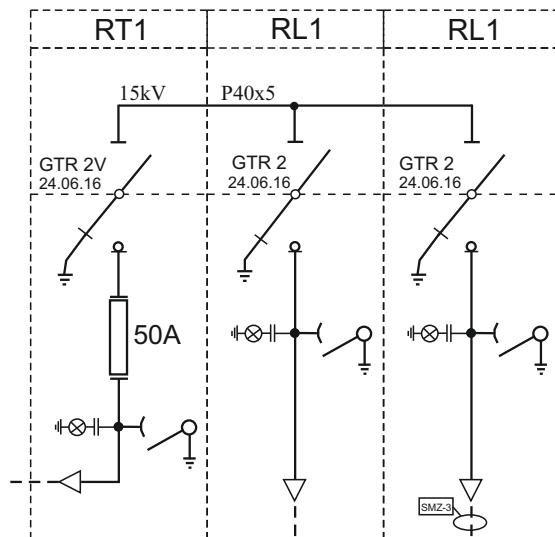 RT1 RL1 RL1
15kV P40x5
GTR 2V GTR 2 GTR 2
24.06.16 24.06.16 24.06.16
50A
SMZ-3